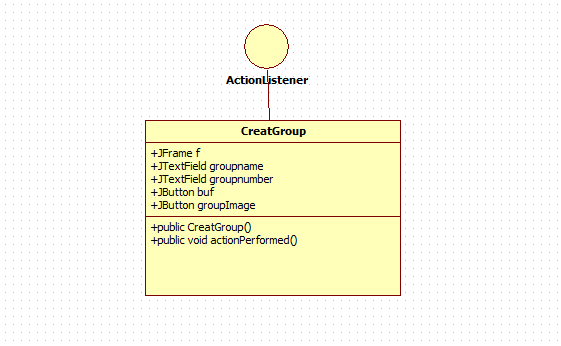 ActionListener
CreatGroup
+JFrame f
+JTextField groupname
+JTextField groupnumber
+JButton buf
+JButton groupImage
+public CreatGroup()
+public void actionPerformed()